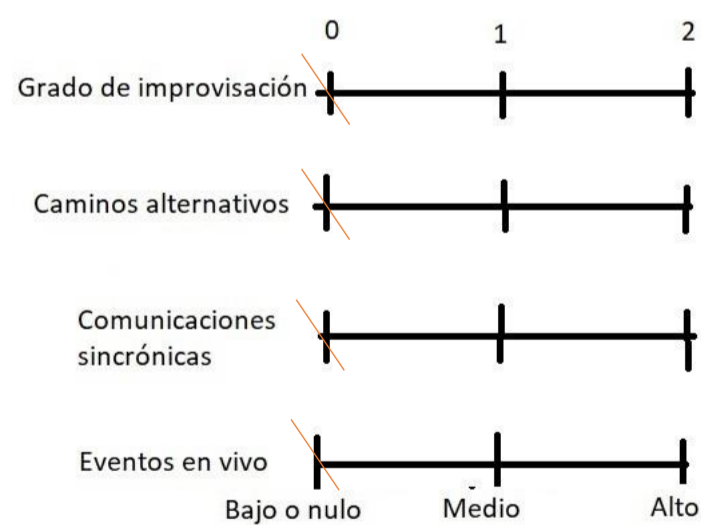 0 1 2
Grado de improvisación
Caminos alternativos
Comunicaciones
sincrónicas
Eventos en vivo
Bajo o nulo Medio Alto